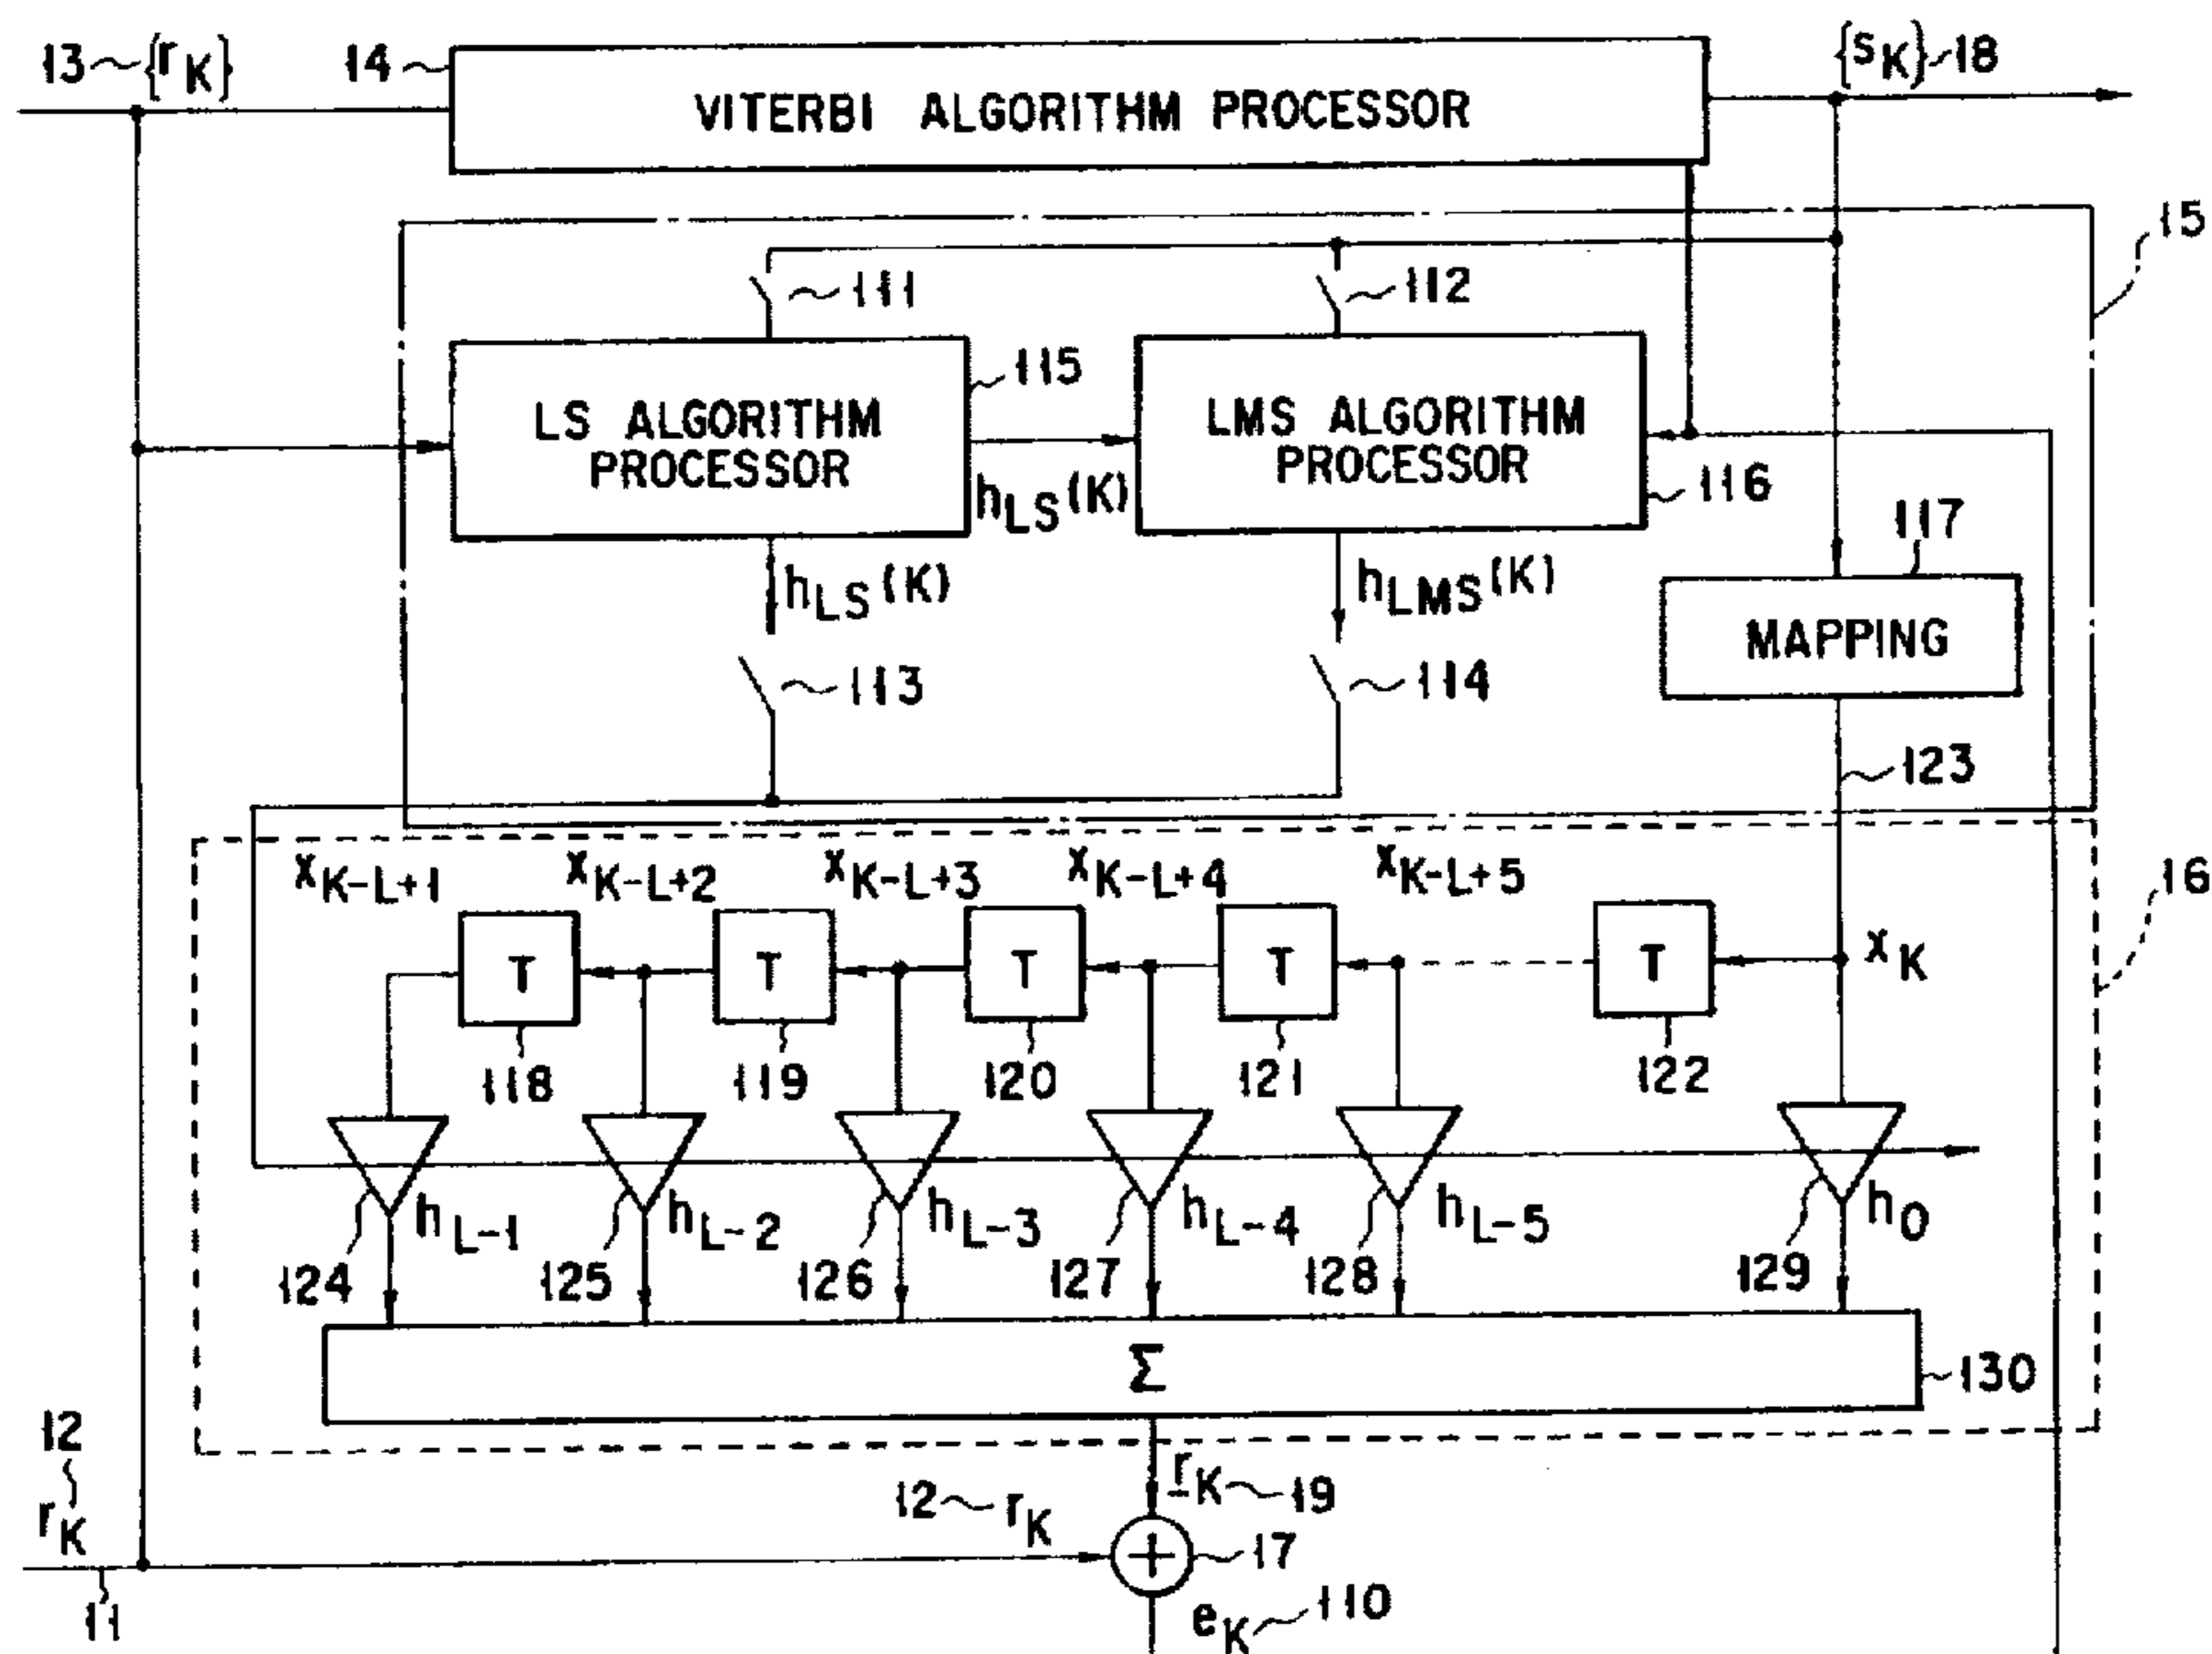 13 {rK} 14 {sK} 18
VITERBI ALGORITHM PROCESSOR
15
111 112
115
LS ALGORITHM PROCESSOR
LMS ALGORITHM PROCESSOR
hLS(K) 116
117
hLS(K) hLMS(K)
MAPPING
113 114
123
xK-L+1 xK-L+2 xK-L+3 xK-L+4 xK-L+5 16
T T T T T xK
118 119 120 121 122
hL-1 hL-2 hL-3 hL-4 hL-5 h0
124 125 126 127 128 129
Σ 130
12 rK 19
rK 12 rK
+ 17
11 eK 110